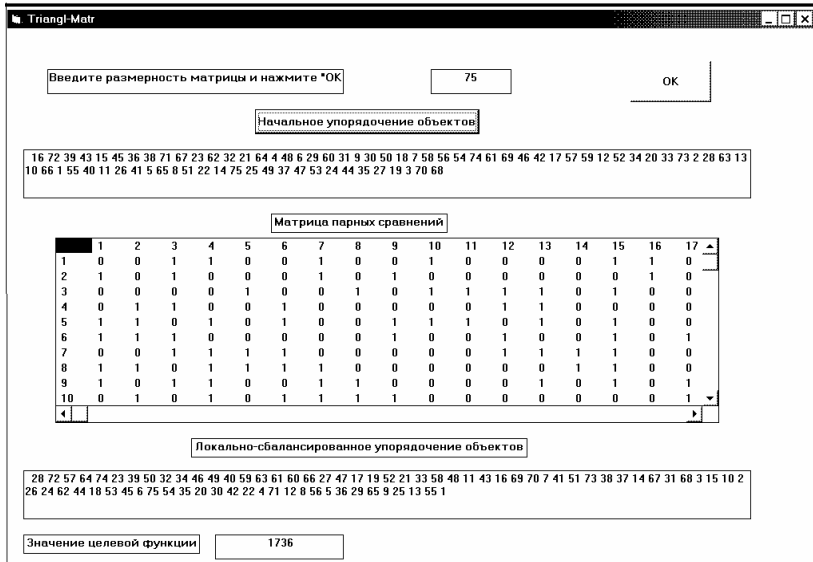 Triangl-Matr
Введите размерность матрицы и нажмите "OK
75
OK
Начальное упорядочение объектов
16 72 39 43 15 45 36 38 71 67 23 62 32 21 64 4 48 6 29 60 31 9 30 50 18 7 58 56 54 74 61 69 46 42 17 57 59 12 52 34 20 33 73 2 28 63 13
10 66 1 55 40 11 26 41 5 65 8 51 22 14 75 25 49 37 47 53 24 44 35 27 19 3 70 68
Матрица парных сравнений
1 2 3 4 5 6 7 8 9 10 11 12 13 14 15 16 17
1 0 0 1 1 0 0 1 0 0 1 0 0 0 0 1 1 0
2 1 0 1 0 0 0 1 0 1 0 0 0 0 0 0 1 0
3 0 0 0 0 1 0 0 1 0 1 1 1 1 0 1 0 0
4 0 1 1 0 0 1 0 0 0 0 0 1 1 0 0 0 0
5 1 1 0 1 0 1 0 0 1 1 1 0 1 0 1 0 0
6 1 1 1 0 0 0 0 0 1 0 0 1 0 0 1 0 1
7 0 0 1 1 1 1 0 0 0 0 0 1 1 1 1 0 0
8 1 1 0 1 1 1 1 0 0 0 0 0 0 1 1 0 0
9 1 0 1 1 0 0 1 1 0 0 0 0 1 0 1 0 1
10 0 1 0 1 0 1 1 1 1 0 0 0 0 0 0 0 1
Локально-сбалансированное упорядочение объектов
28 72 57 64 74 23 39 50 32 34 46 49 40 59 63 61 60 66 27 47 17 19 52 21 33 58 48 11 43 16 69 70 7 41 51 73 38 37 14 67 31 68 3 15 10 2
26 24 62 44 18 53 45 6 75 54 35 20 30 42 22 4 71 12 8 56 5 36 29 65 9 25 13 55 1
Значение целевой функции
1736